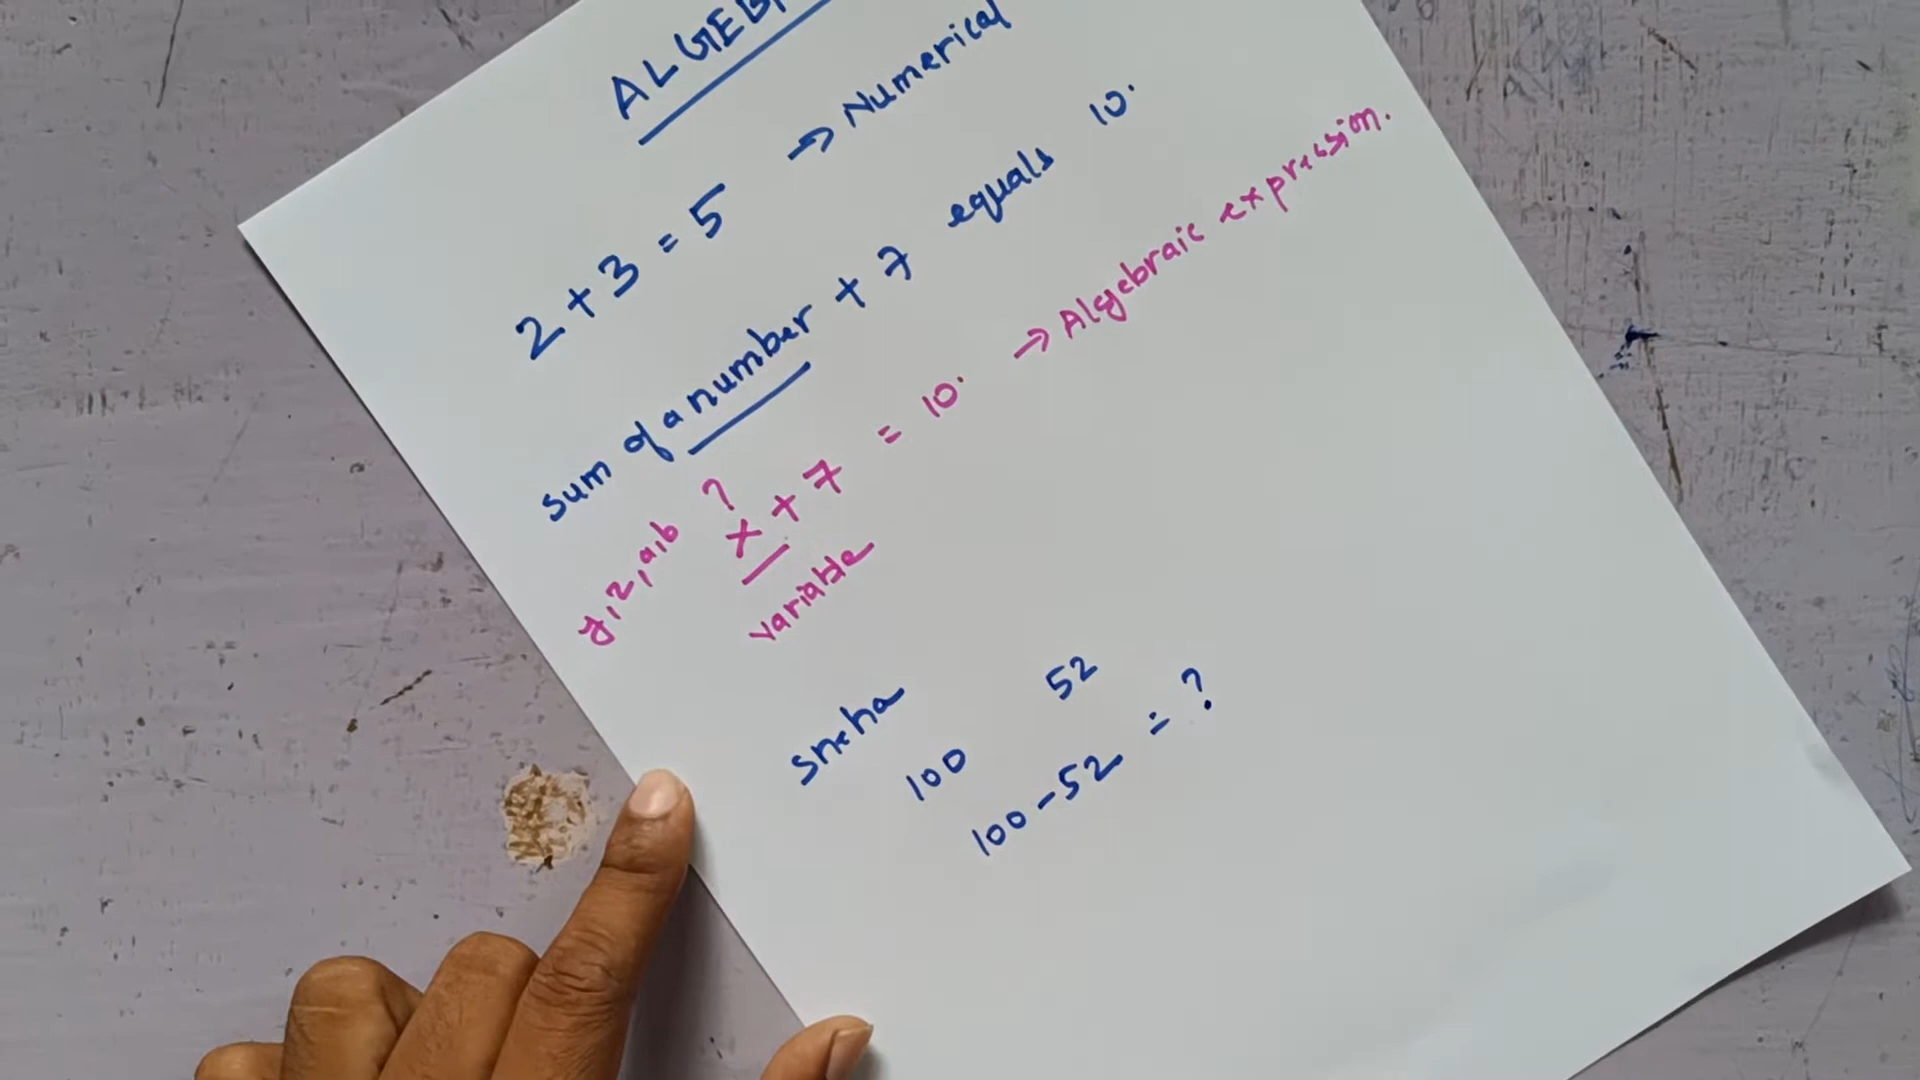 ALGEB
2 + 3 = 5 → Numerical
sum of a number + 7 equals 10.
?
y, z, a, b x + 7 = 10. → Algebraic expression.
variable
Sneha 52
100
100 - 52 = ?